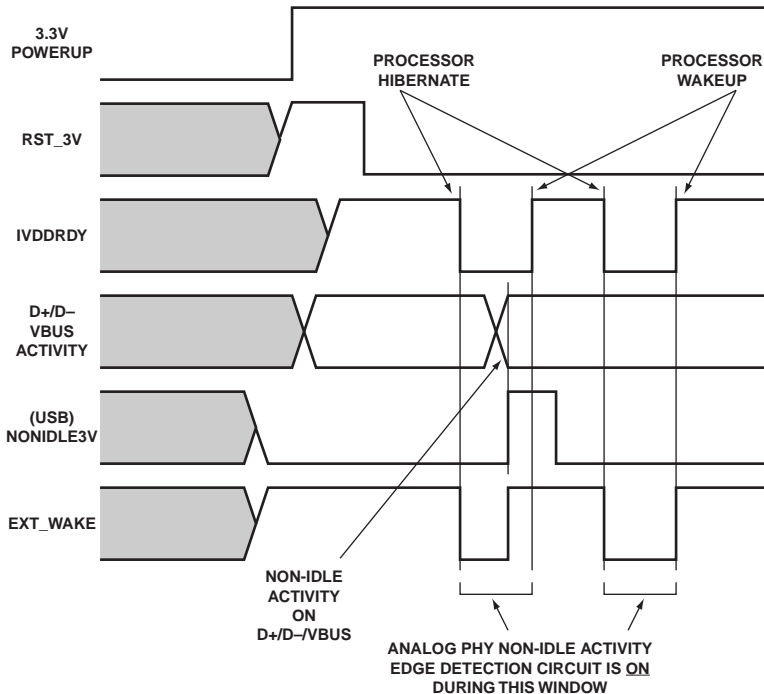 3.3V
POWERUP
PROCESSOR
HIBERNATE
PROCESSOR
WAKEUP
RST_3V
IVDDRDY
D+/D–
VBUS
ACTIVITY
(USB)
NONIDLE3V
EXT_WAKE
NON-IDLE
ACTIVITY
ON
D+/D–/VBUS
ANALOG PHY NON-IDLE ACTIVITY
EDGE DETECTION CIRCUIT IS ON
DURING THIS WINDOW